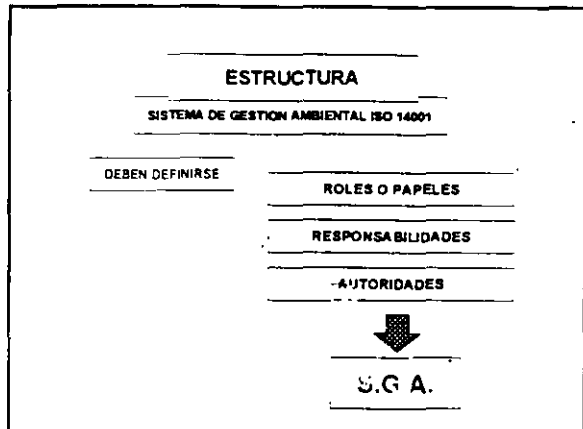 ESTRUCTURA
SISTEMA DE GESTION AMBIENTAL ISO 14001
DEBEN DEFINIRSE
ROLES O PAPELES
RESPONSABILIDADES
AUTORIDADES
S.G.A.